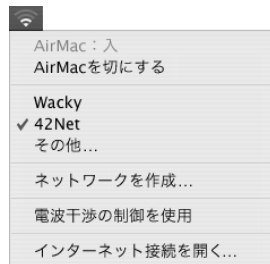 AirMac：入
AirMacを切にする
Wacky
✓ 42Net
その他...
ネットワークを作成...
電波干渉の制御を使用
インターネット接続を開く...